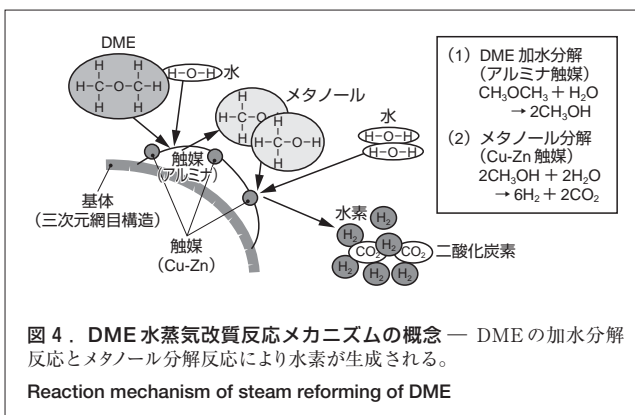 DME
H H
H-C-O-C-H
H H
H-O-H 水
メタノール
H
H-C-O-H
H
H
H-C-O-H
H
水
H-O-H
H-O-H
触媒
(アルミナ)
基体
(三次元網目構造)
触媒
(Cu-Zn)
水素
H₂
H₂ H₂
CO₂ H₂ CO₂ 二酸化炭素
H₂ H₂ H₂
(1) DME 加水分解
(アルミナ触媒)
CH₃OCH₃ + H₂O
→ 2CH₃OH
(2) メタノール分解
(Cu-Zn 触媒)
2CH₃OH + 2H₂O
→ 6H₂ + 2CO₂
図 4. DME水蒸気改質反応メカニズムの概念 — DMEの加水分解
反応とメタノール分解反応により水素が生成される。
Reaction mechanism of steam reforming of DME